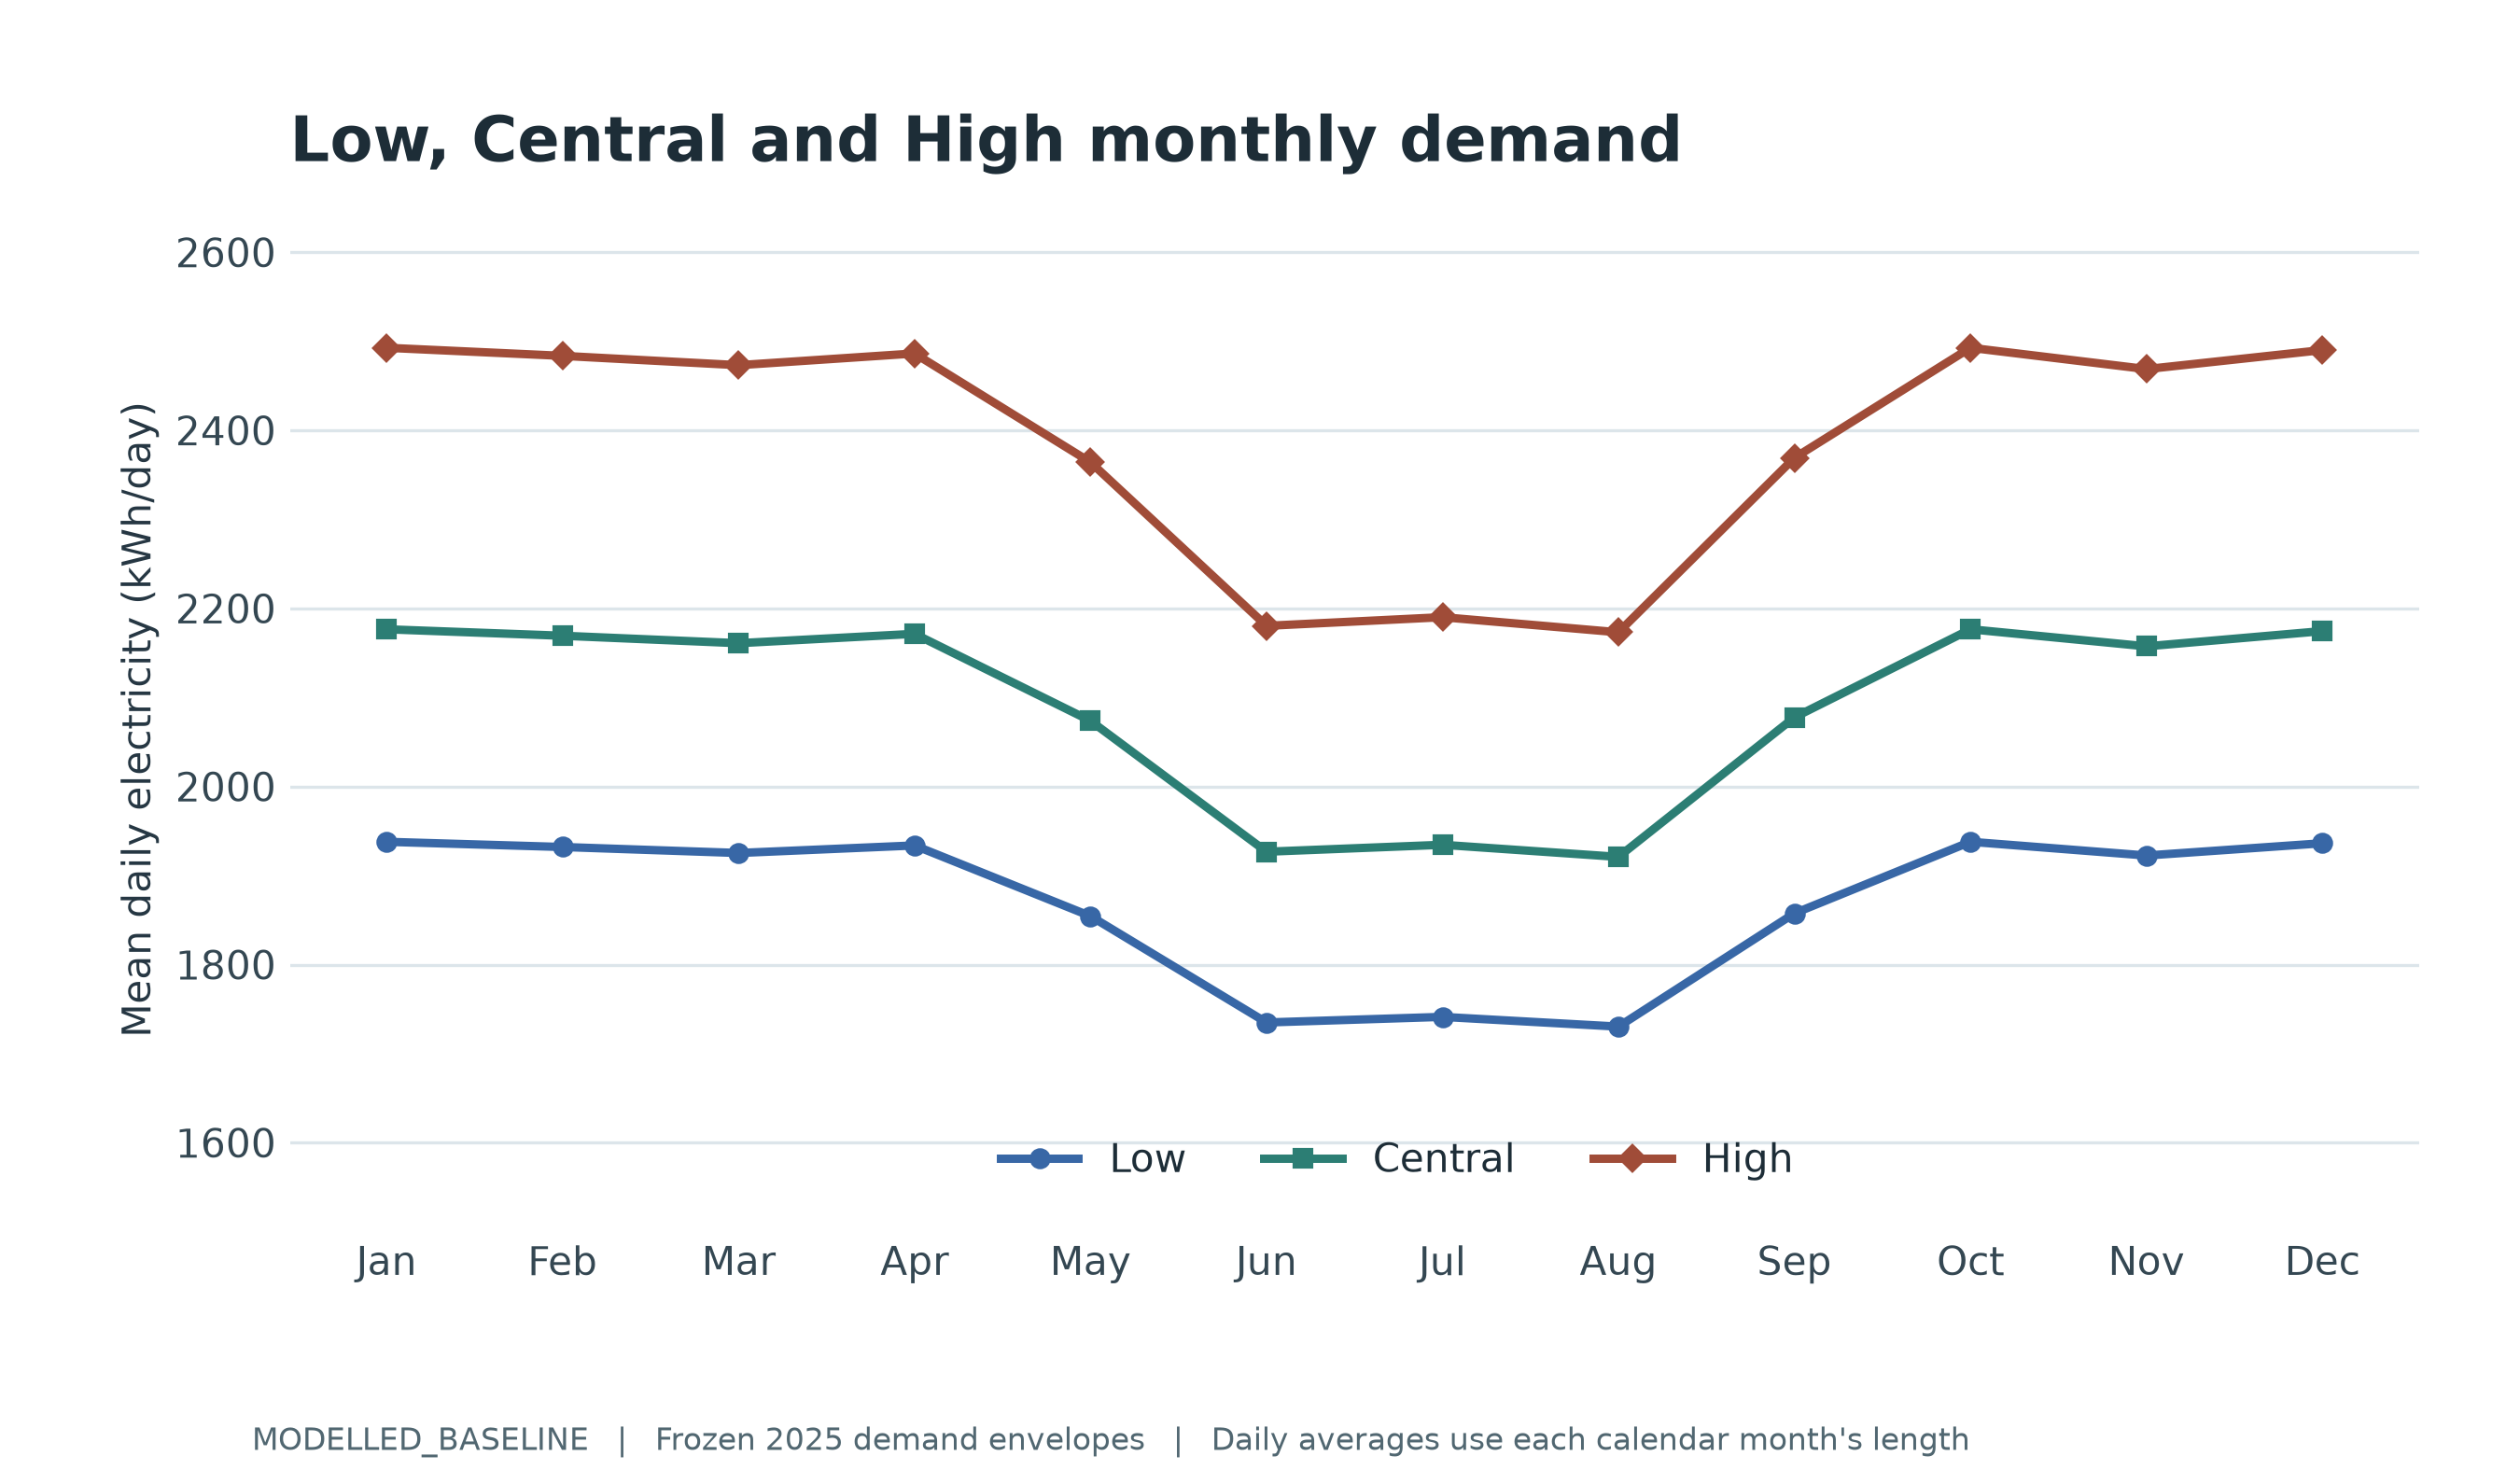 Low, Central and High monthly demand
2600
2400
2200
2000
1800
1600
Mean daily electricity (kWh/day)
Low Central High
Jan Feb Mar Apr May Jun Jul Aug Sep Oct Nov Dec
MODELLED_BASELINE | Frozen 2025 demand envelopes | Daily averages use each calendar month's length